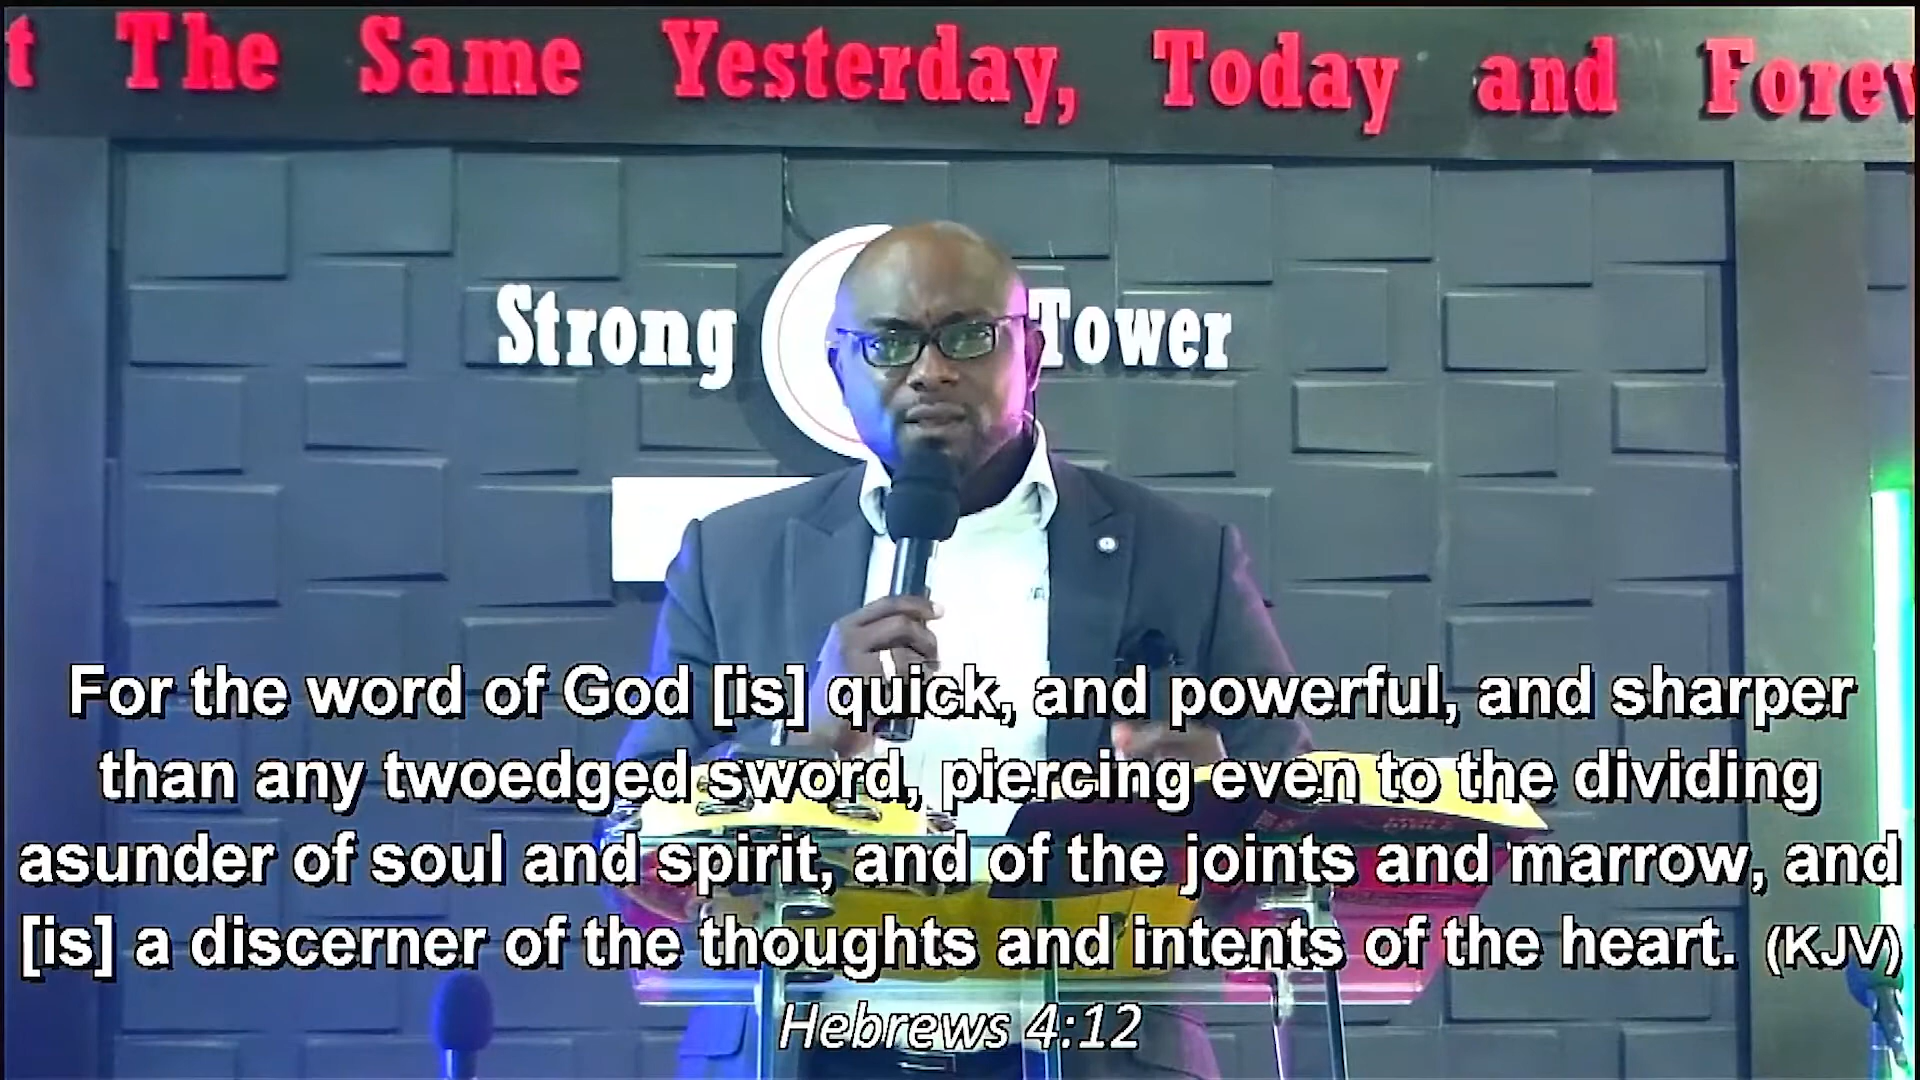 t The Same Yesterday, Today and Forev
Strong Tower
For the word of God [is] quick, and powerful, and sharper
than any twoedged sword, piercing even to the dividing
asunder of soul and spirit, and of the joints and marrow, and
[is] a discerner of the thoughts and intents of the heart. (KJV)
Hebrews 4:12